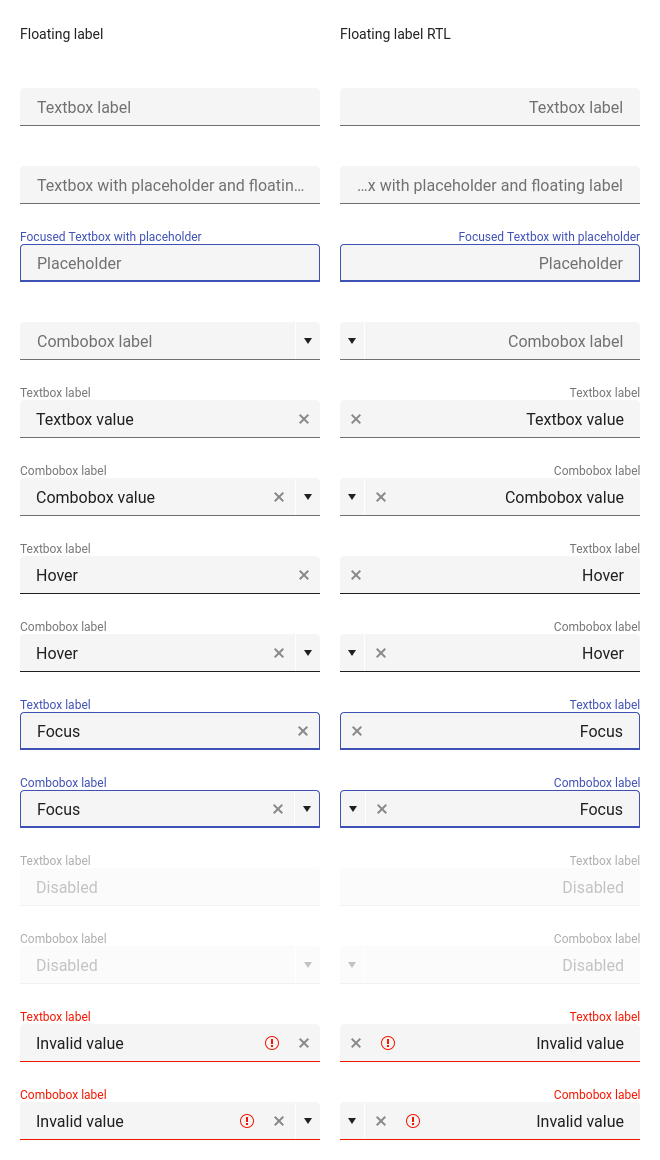 Floating label
Floating label RTL
Textbox label
Textbox label
Textbox with placeholder and floatin…
…x with placeholder and floating label
Focused Textbox with placeholder
Focused Textbox with placeholder
Placeholder
Placeholder
Combobox label
Combobox label
Textbox label
Textbox label
Textbox value
Textbox value
Combobox label
Combobox label
Combobox value
Combobox value
Textbox label
Textbox label
Hover
Hover
Combobox label
Combobox label
Hover
Hover
Textbox label
Textbox label
Focus
Focus
Combobox label
Combobox label
Focus
Focus
Textbox label
Textbox label
Disabled
Disabled
Combobox label
Combobox label
Disabled
Disabled
Textbox label
Textbox label
Invalid value
Invalid value
Combobox label
Combobox label
Invalid value
Invalid value